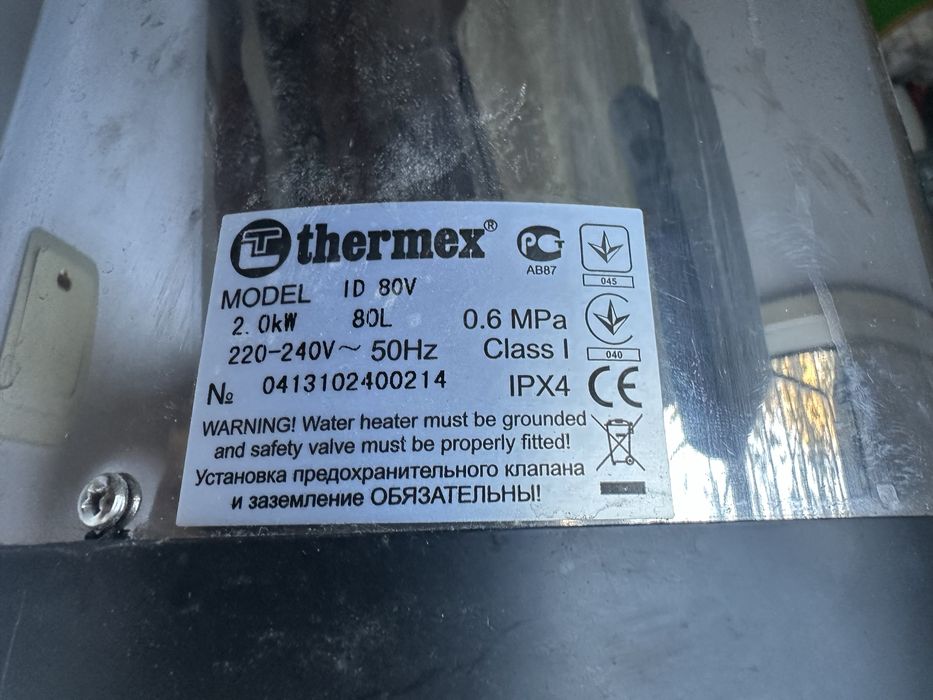 thermex®
PCT
AB87
MODEL ID 80V
045
2.0kW 80L 0.6 MPa
220-240V~ 50Hz Class I
040
№ 0413102400214 IPX4 CE
WARNING! Water heater must be grounded
and safety valve must be properly fitted!
Установка предохранительного клапана
и заземление ОБЯЗАТЕЛЬНЫ!